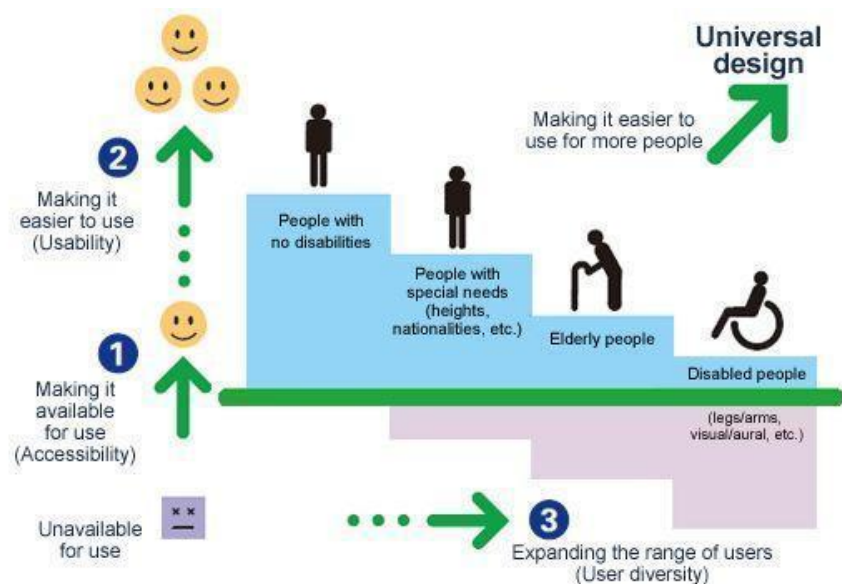 Universal
design
Making it easier to
use for more people
2
Making it
easier to use
(Usability)
People with
no disabilities
People with
special needs
(heights,
nationalities, etc.)
Elderly people
Disabled people
(legs/arms,
visual/aural, etc.)
1
Making it
available
for use
(Accessibility)
Unavailable
for use
3
Expanding the range of users
(User diversity)